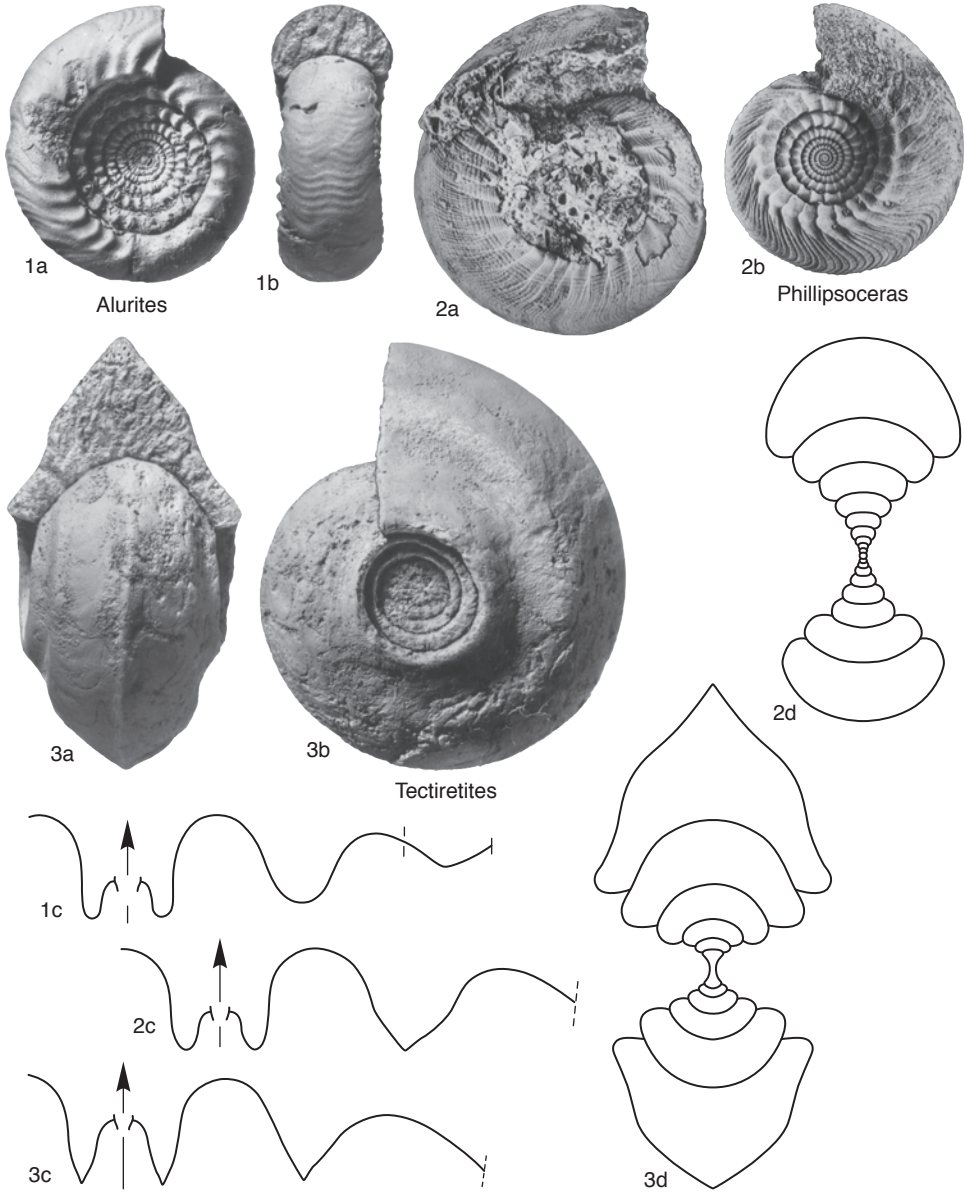 1a
1b
2a
2b
Alurites
Phillipsoceras
3a
3b
Tectiretites
2d
1c
2c
3c
3d